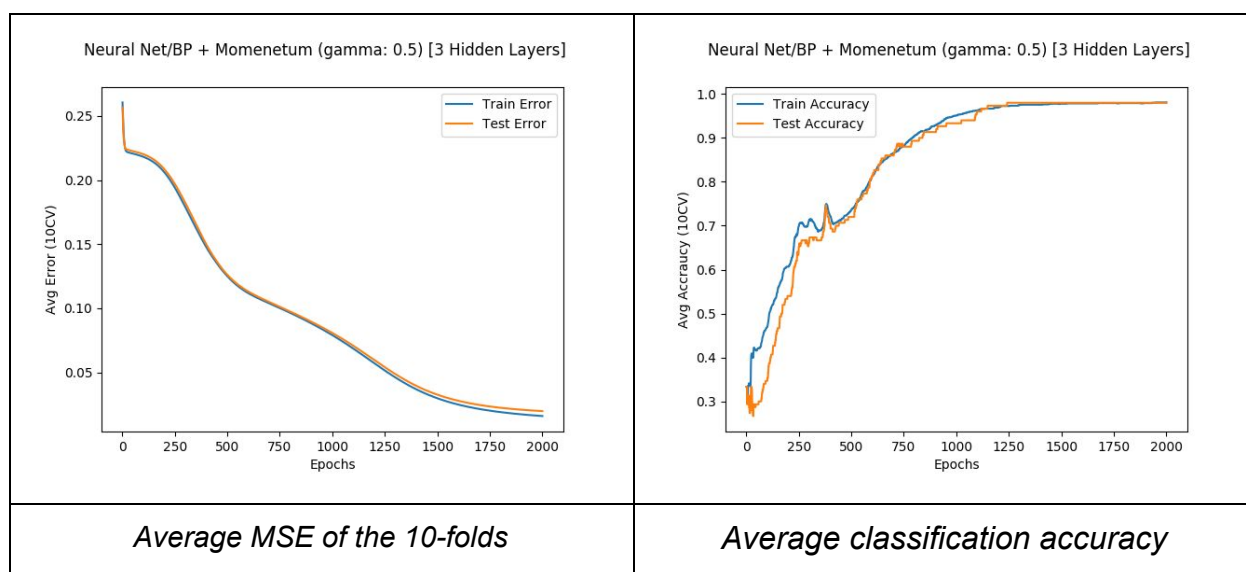 Neural Net/BP + Momenetum (gamma: 0.5) [3 Hidden Layers]
Train Error
Test Error
0.25
0.20
0.15
0.10
0.05
Avg Error (10CV)
0 250 500 750 1000 1250 1500 1750 2000
Epochs
Average MSE of the 10-folds
Neural Net/BP + Momenetum (gamma: 0.5) [3 Hidden Layers]
Train Accuracy
Test Accuracy
1.0
0.9
0.8
0.7
0.6
0.5
0.4
0.3
Avg Accraucy (10CV)
0 250 500 750 1000 1250 1500 1750 2000
Epochs
Average classification accuracy